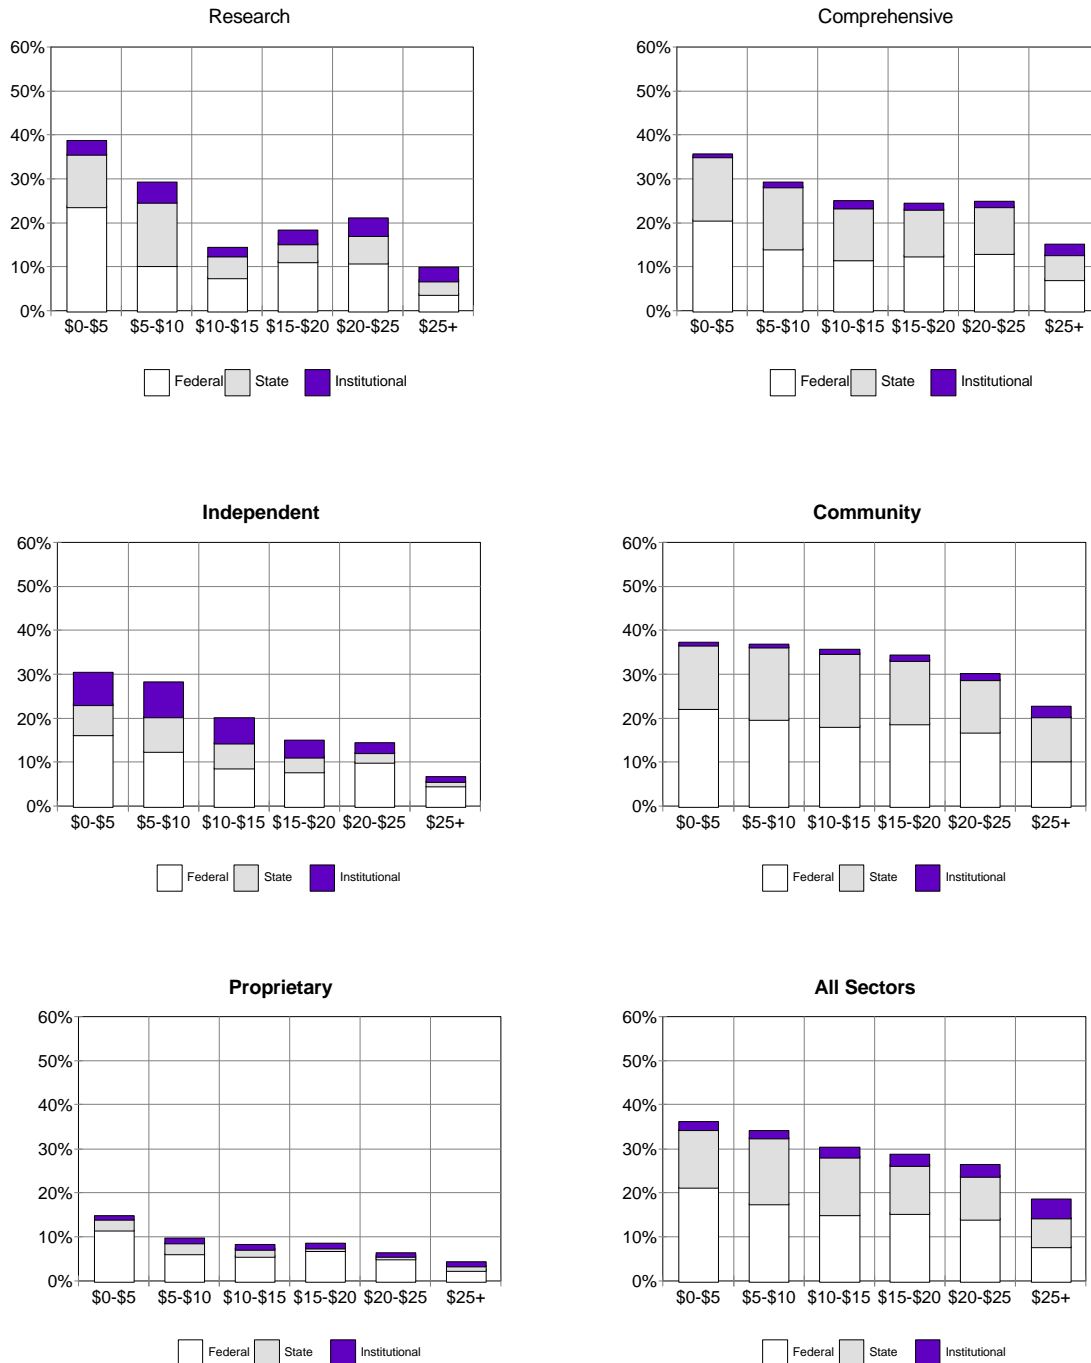 Research
60%
50%
40%
30%
20%
10%
0%
$0-$5 $5-$10 $10-$15 $15-$20 $20-$25 $25+
Federal State Institutional
Comprehensive
60%
50%
40%
30%
20%
10%
0%
$0-$5 $5-$10 $10-$15 $15-$20 $20-$25 $25+
Federal State Institutional
Independent
60%
50%
40%
30%
20%
10%
0%
$0-$5 $5-$10 $10-$15 $15-$20 $20-$25 $25+
Federal State Institutional
Community
60%
50%
40%
30%
20%
10%
0%
$0-$5 $5-$10 $10-$15 $15-$20 $20-$25 $25+
Federal State Institutional
Proprietary
60%
50%
40%
30%
20%
10%
0%
$0-$5 $5-$10 $10-$15 $15-$20 $20-$25 $25+
Federal State Institutional
All Sectors
60%
50%
40%
30%
20%
10%
0%
$0-$5 $5-$10 $10-$15 $15-$20 $20-$25 $25+
Federal State Institutional